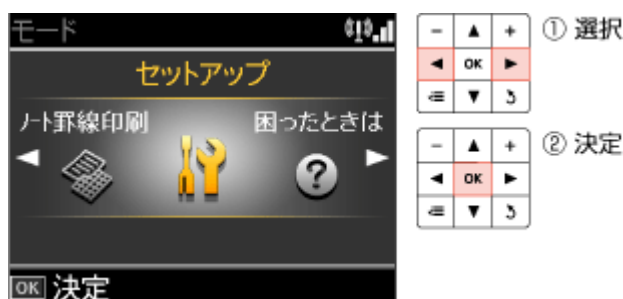 モード
セットアップ
ノート罫線印刷
困ったときは
OK 決定
① 選択
- +
OK
② 決定
- +
OK